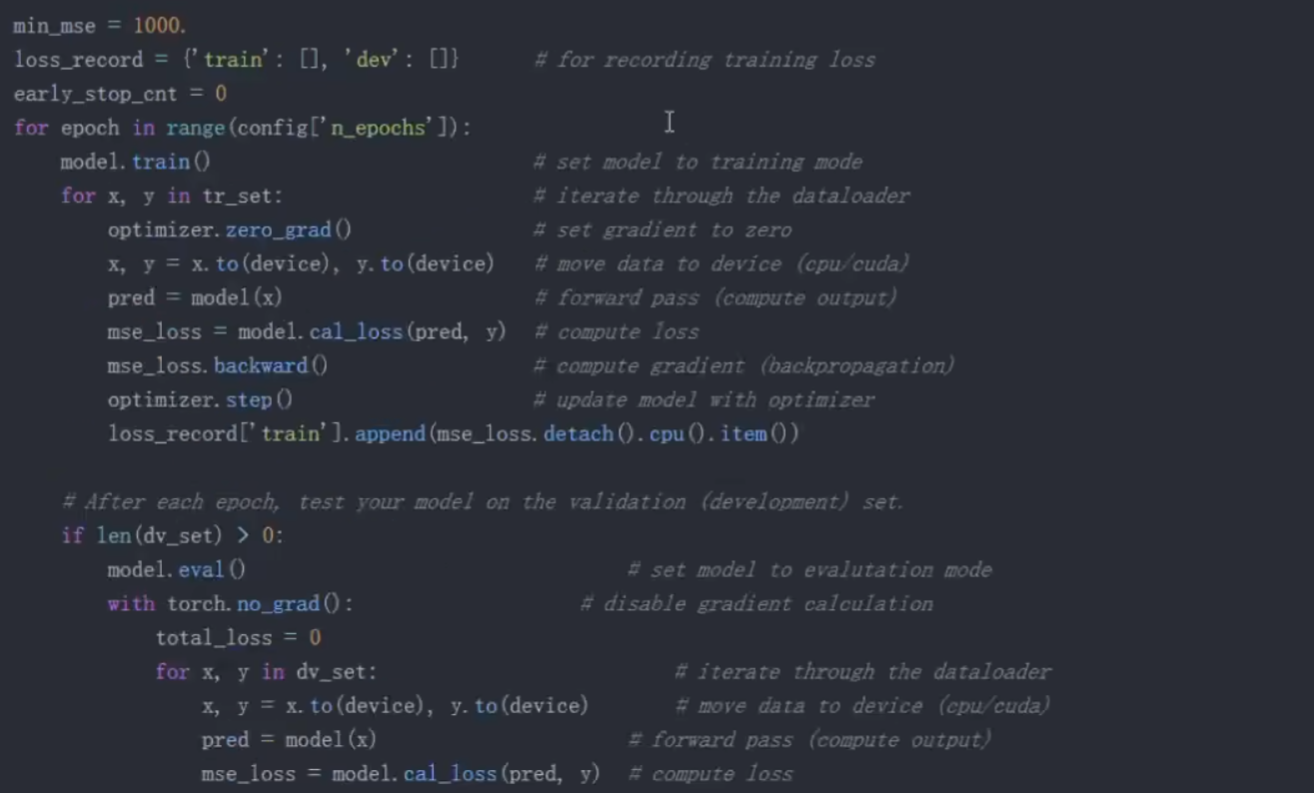 min_mse = 1000.
loss_record = {'train': [], 'dev': []}      # for recording training loss
early_stop_cnt = 0
for epoch in range(config['n_epochs']):
    model.train()                           # set model to training mode
    for x, y in tr_set:                     # iterate through the dataloader
        optimizer.zero_grad()               # set gradient to zero
        x, y = x.to(device), y.to(device)   # move data to device (cpu/cuda)
        pred = model(x)                     # forward pass (compute output)
        mse_loss = model.cal_loss(pred, y)  # compute loss
        mse_loss.backward()                 # compute gradient (backpropagation)
        optimizer.step()                    # update model with optimizer
        loss_record['train'].append(mse_loss.detach().cpu().item())
    # After each epoch, test your model on the validation (development) set.
    if len(dv_set) > 0:
        model.eval()                                # set model to evalutation mode
        with torch.no_grad():                   # disable gradient calculation
            total_loss = 0
            for x, y in dv_set:                         # iterate through the dataloader
                x, y = x.to(device), y.to(device)       # move data to device (cpu/cuda)
                pred = model(x)                     # forward pass (compute output)
                mse_loss = model.cal_loss(pred, y)  # compute loss